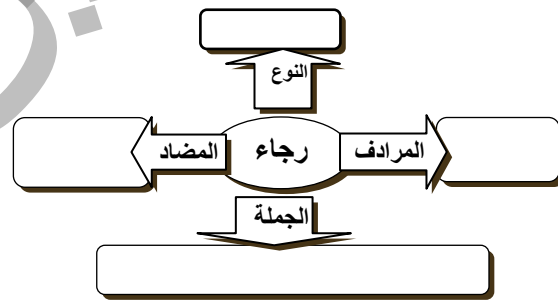 النوع
المرادف
رجاء
المضاد
الجملة